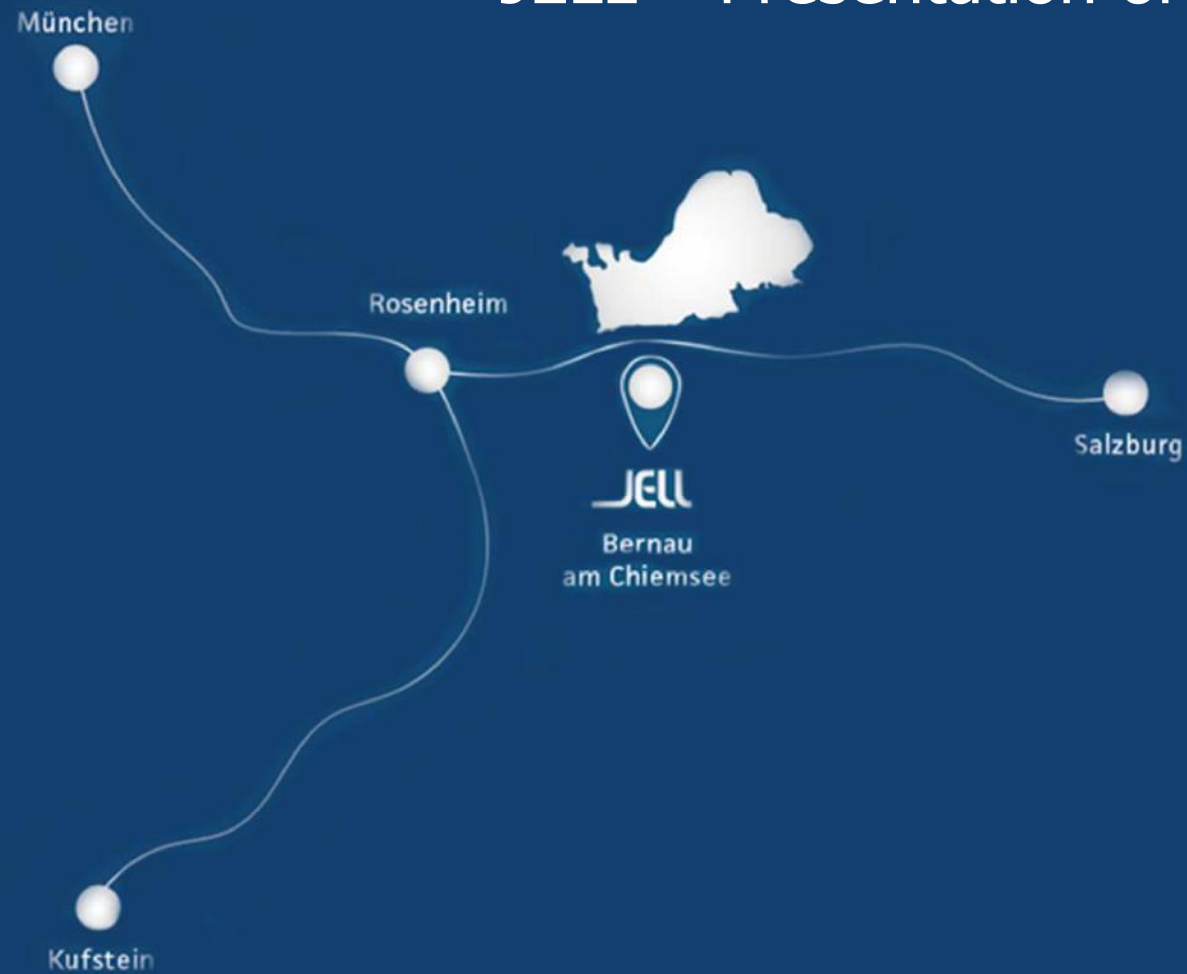 München
Rosenheim
Salzburg
JELL
Bernau
am Chiemsee
Kufstein